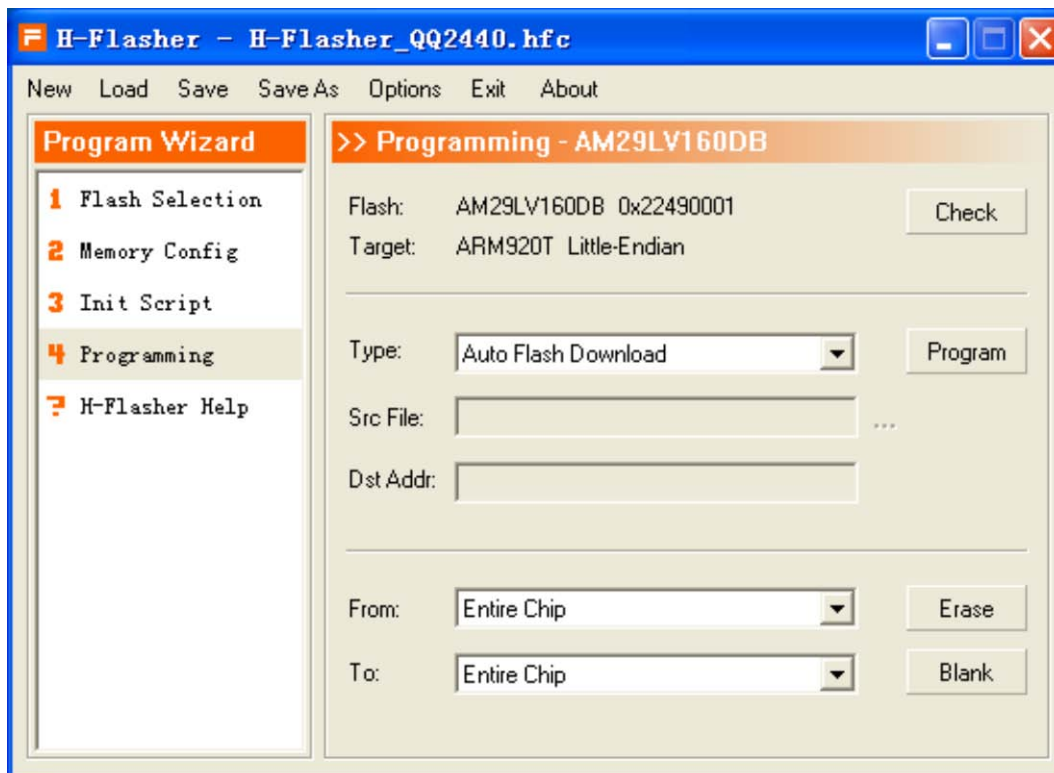 H-Flasher - H-Flasher_QQ2440.hfc
New Load Save Save As Options Exit About
Program Wizard
1 Flash Selection
2 Memory Config
3 Init Script
4 Programming
? H-Flasher Help
>> Programming - AM29LV160DB
Flash: AM29LV160DB 0x22490001 Check
Target: ARM920T Little-Endian
Type: Auto Flash Download Program
Src File: ...
Dst Addr:
From: Entire Chip Erase
To: Entire Chip Blank